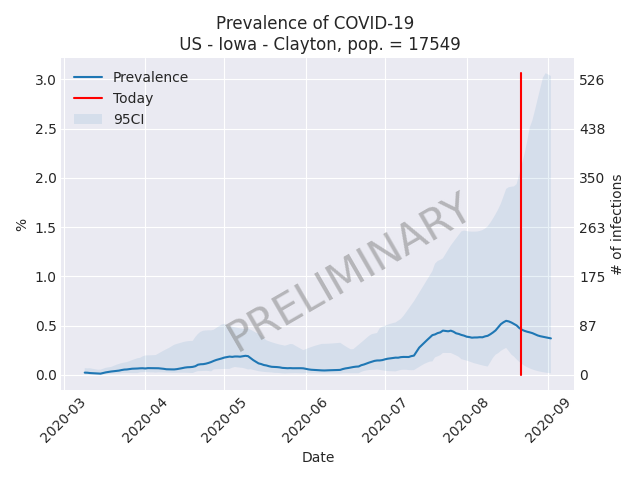 Prevalence of COVID-19
US - Iowa - Clayton, pop. = 17549
Prevalence
Today
95CI
PRELIMINARY
%
3.0
2.5
2.0
1.5
1.0
0.5
0.0
526
438
350
263
175
87
0
# of infections
2020-03
2020-04
2020-05
2020-06
2020-07
2020-08
2020-09
Date